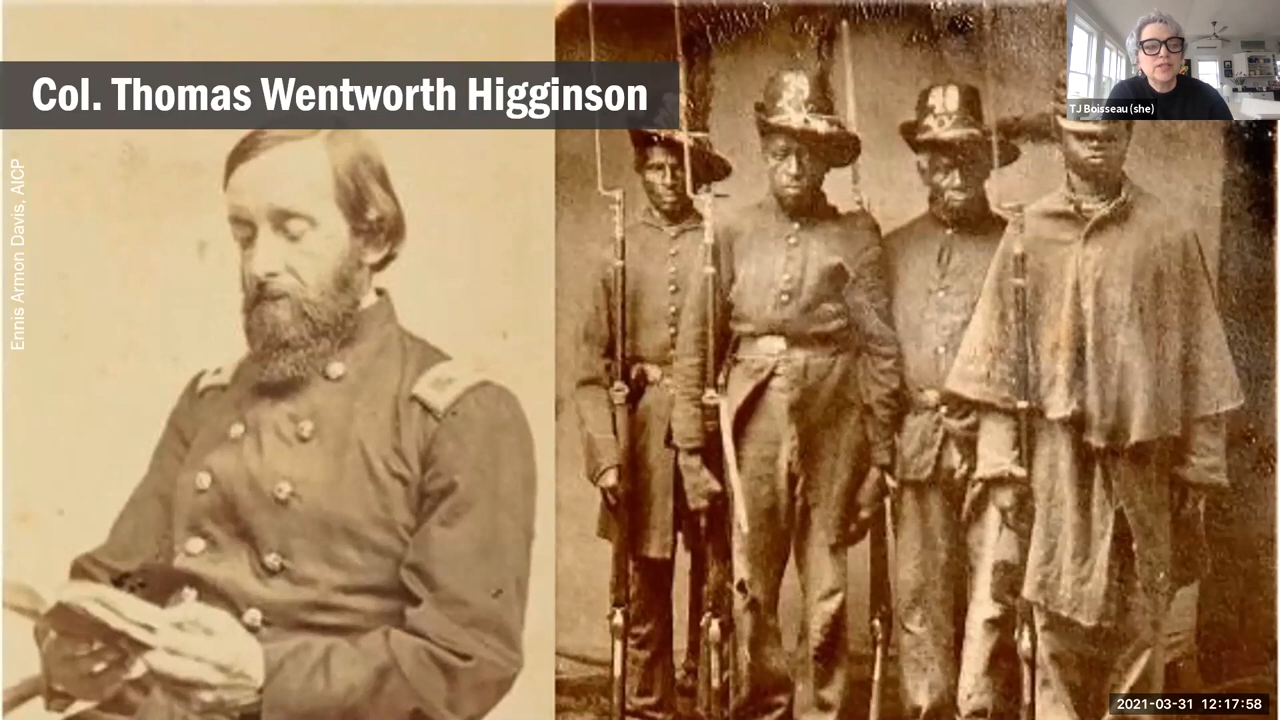 Col. Thomas Wentworth Higginson
TJ Boisseau (she)
Ennis Armon Davis, AICP
2021-03-31 12:17:58